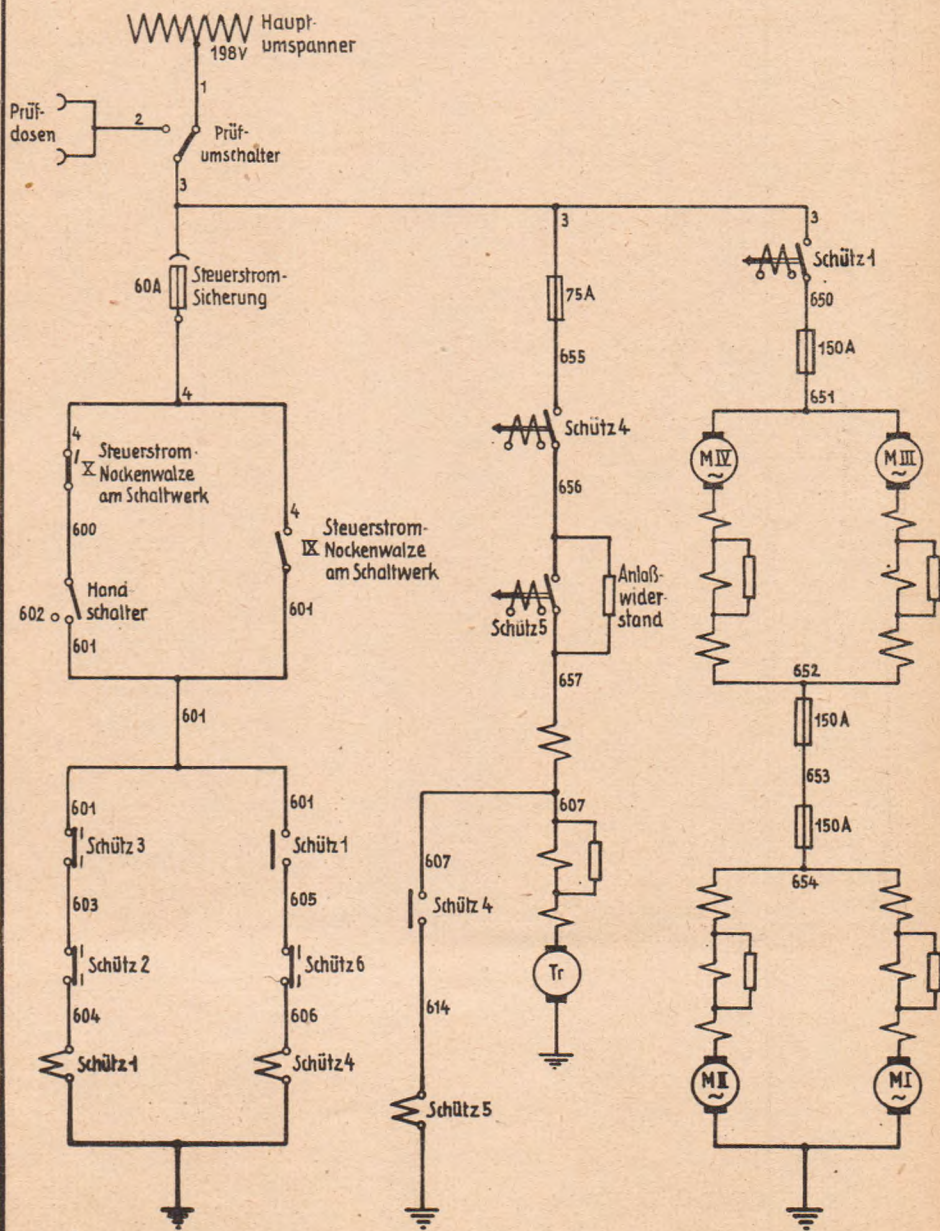 Haupt-
umspanner
198V
1
Prüf-
dosen
2
Prüf-
umschalter
3
3
3
60A
Steuerstrom-
Sicherung
75A
Schütz 1
650
150A
655
651
4
4
X
Steuerstrom-
Nockenwalze
am Schaltwerk
Schütz 4
M IV
~
M III
~
600
4
IX
Steuerstrom-
Nockenwalze
am Schaltwerk
656
Hand
schalter
602
601
601
Schütz 5
Anlaß-
wider-
stand
657
652
601
150A
653
601
Schütz 3
601
Schütz 1
607
607
150A
654
603
605
Schütz 4
Schütz 2
Schütz 6
604
606
614
Tr
Schütz 1
Schütz 4
Schütz 5
M II
~
M I
~